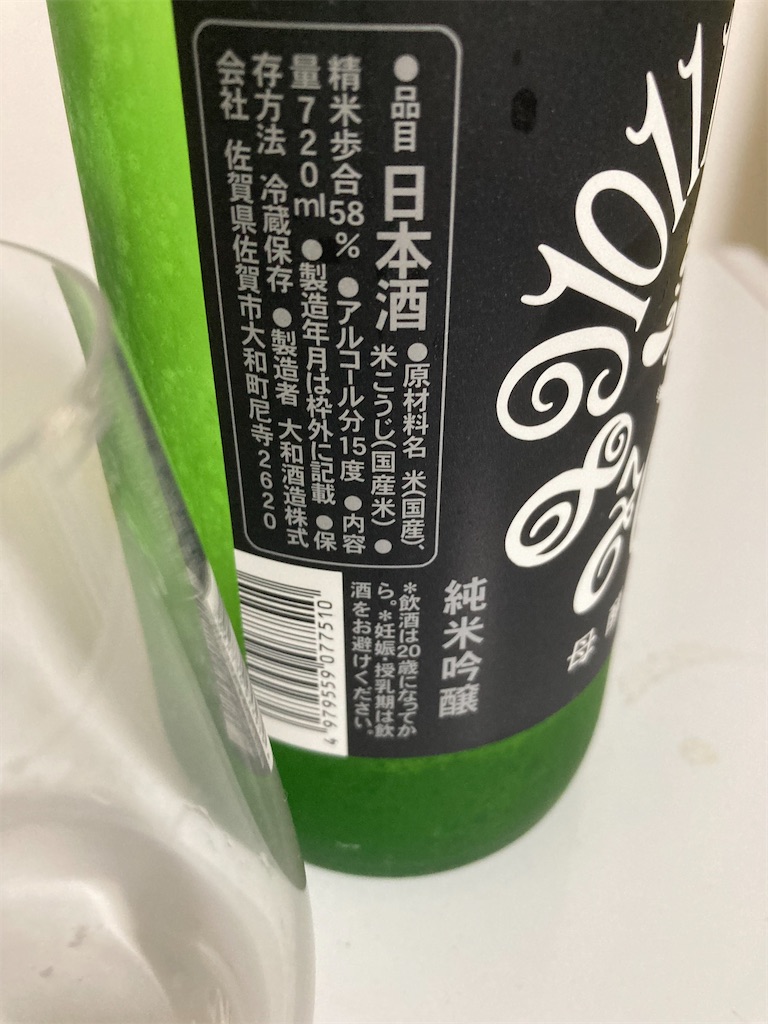 ●品目 日本酒 ●原材料名 米(国産)、
米こうじ(国産米) ●
精米歩合58% ●アルコール分15度 ●内容
量720ml ●製造年月は枠外に記載 ●保
存方法 冷蔵保存 ●製造者 大和酒造株式
会社 佐賀県佐賀市大和町尼寺2620
純米吟醸
*飲酒は20歳になってか
ら。*妊娠・授乳期は飲
酒をお避けください。
4979559077510